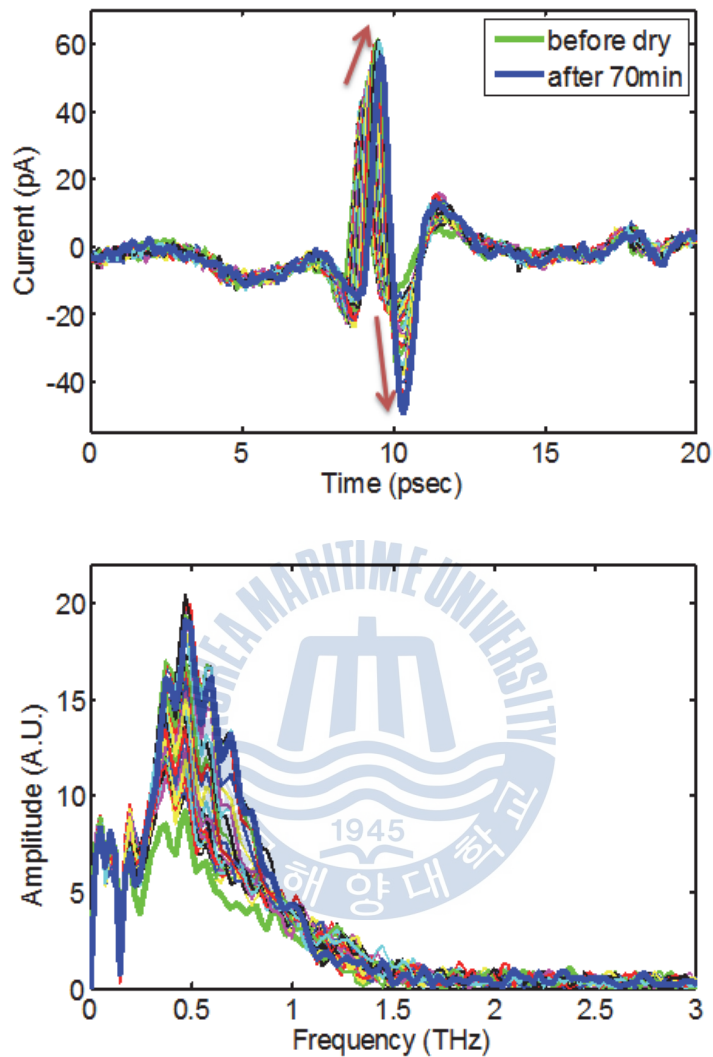 60
40
20
0
-20
-40
Current (pA)
before dry
after 70min
0 5 10 15 20
Time (psec)
20
15
10
5
0
Amplitude (A.U.)
KOREA MARITIME UNIVERSITY
1945
해양대학교
0 0.5 1 1.5 2 2.5 3
Frequency (THz)